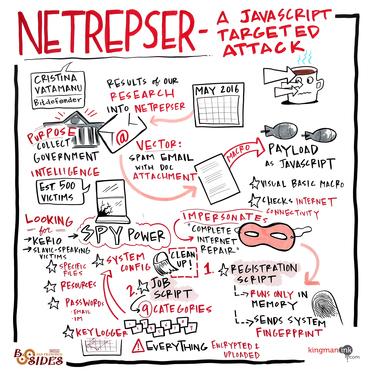 NETREPSER-
A JAVASCRIPT
TARGETED
ATTACK
CRISTINA
VATAMANU
Bitdefender
RESULTS OF OUR
RESEARCH
INTO NETREPSER
MAY 2016
PURPOSE
COLLECT
GOVERNMENT
INTELLIGENCE
EST 500
VICTIMS
@
VECTOR:
SPAM EMAIL
WITH DOC
ATTACHMENT
MACRO
PAYLOAD
AS JAVASCRIPT
VISUAL BASIC MACRO
CHECKS INTERNET
CONNECTIVITY
LOOKING
for
KERIO
SLAVIC-SPEAKING
VICTIMS
SPECIFIC
FILES
RESOURCES
PASSWORDS
-EMAIL
-IM
KEYLOGGER
SPY POWER
SYSTEM
CONFIG
CLEAN
UP!
2. JOB
SCRIPT
9 CATEGORIES
EVERYTHING ENCRYPTED &
UPLOADED
IMPERSONATES
"COMPLETE
INTERNET
REPAIR"
1. REGISTRATION
SCRIPT
RUNS ONLY IN
MEMORY
SENDS SYSTEM
FINGERPRINT
BSIDES
kingmanink.com